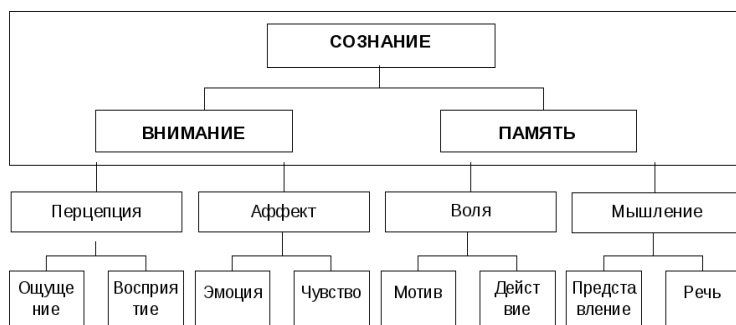 СОЗНАНИЕ
ВНИМАНИЕ
ПАМЯТЬ
Перцепция
Аффект
Воля
Мышление
Ощуще
ние
Восприя
тие
Эмоция
Чувство
Мотив
Дейст
вие
Предста
вление
Речь